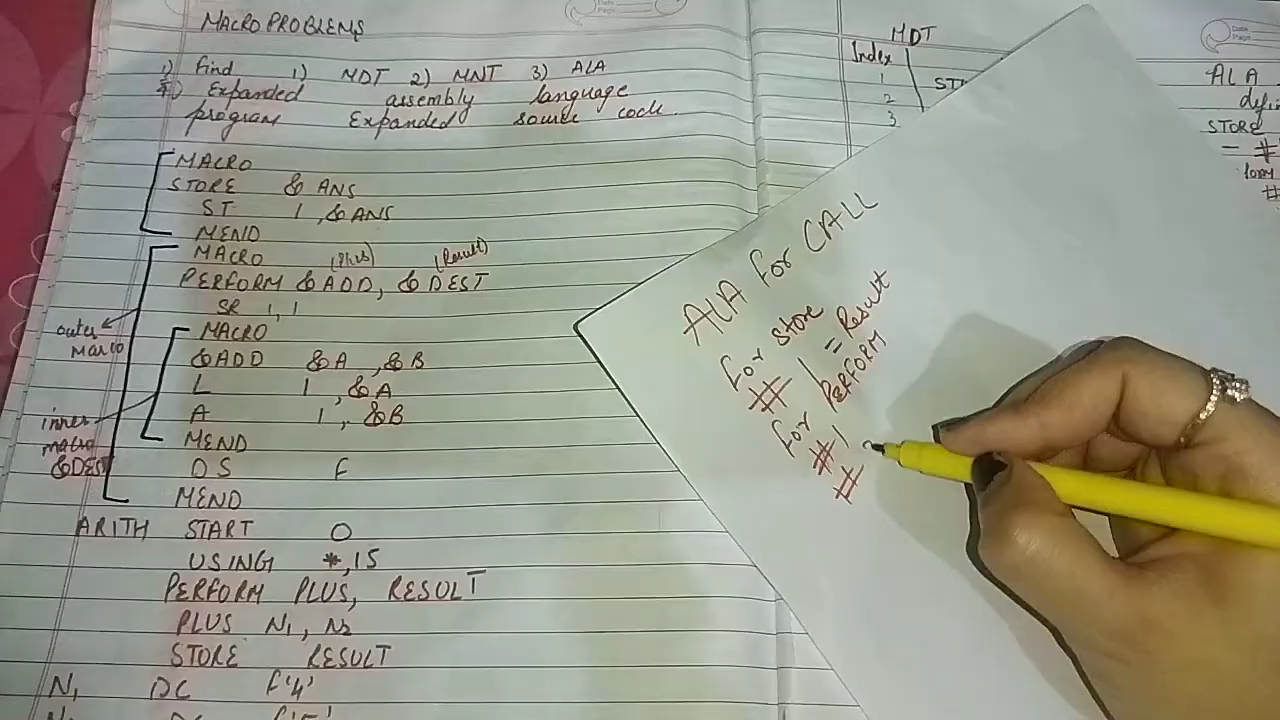 MACRO PROBLEMS
1) Find 1) MDT 2) MNT 3) ALA
Expanded assembly language
program Expanded source code.
MACRO
STORE & ANS
ST 1, & ANS
MEND
MACRO (Plus) (Result)
PERFORM & ADD, & DEST
SR 1, 1
MACRO
&ADD &A, &B
L 1, &A
A 1, &B
MEND
&DEST DS F
MEND
outer
marco
inner
macro
ARITH START 0
USING *,15
PERFORM PLUS, RESULT
PLUS N1, N2
STORE RESULT
N1 DC F'4'
MDT
Index
1 ST
2
3
ALA
STORE
- #
form
#
ALA for CALL
for store
# 1 = Result
for PERFORM
# 1
#